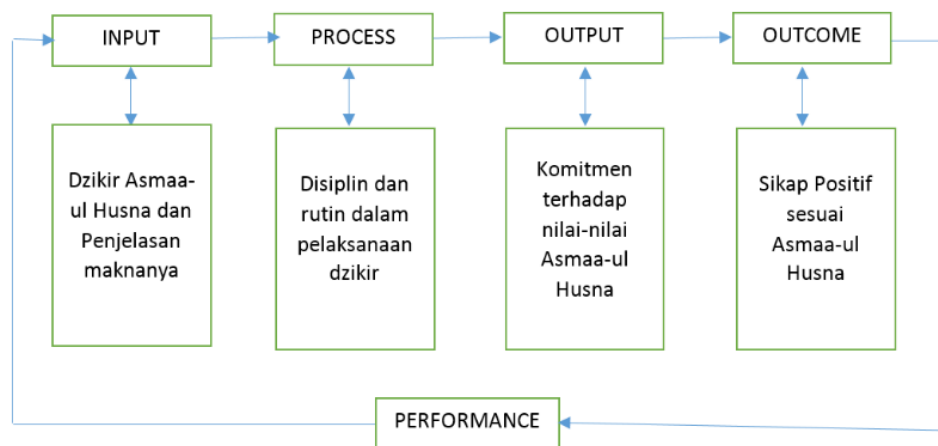 INPUT
PROCESS
OUTPUT
OUTCOME
Dzikir Asmaa-
ul Husna dan
Penjelasan
maknanya
Disiplin dan
rutin dalam
pelaksanaan
dzikir
Komitmen
terhadap
nilai-nilai
Asmaa-ul
Husna
Sikap Positif
sesuai
Asmaa-ul
Husna
PERFORMANCE